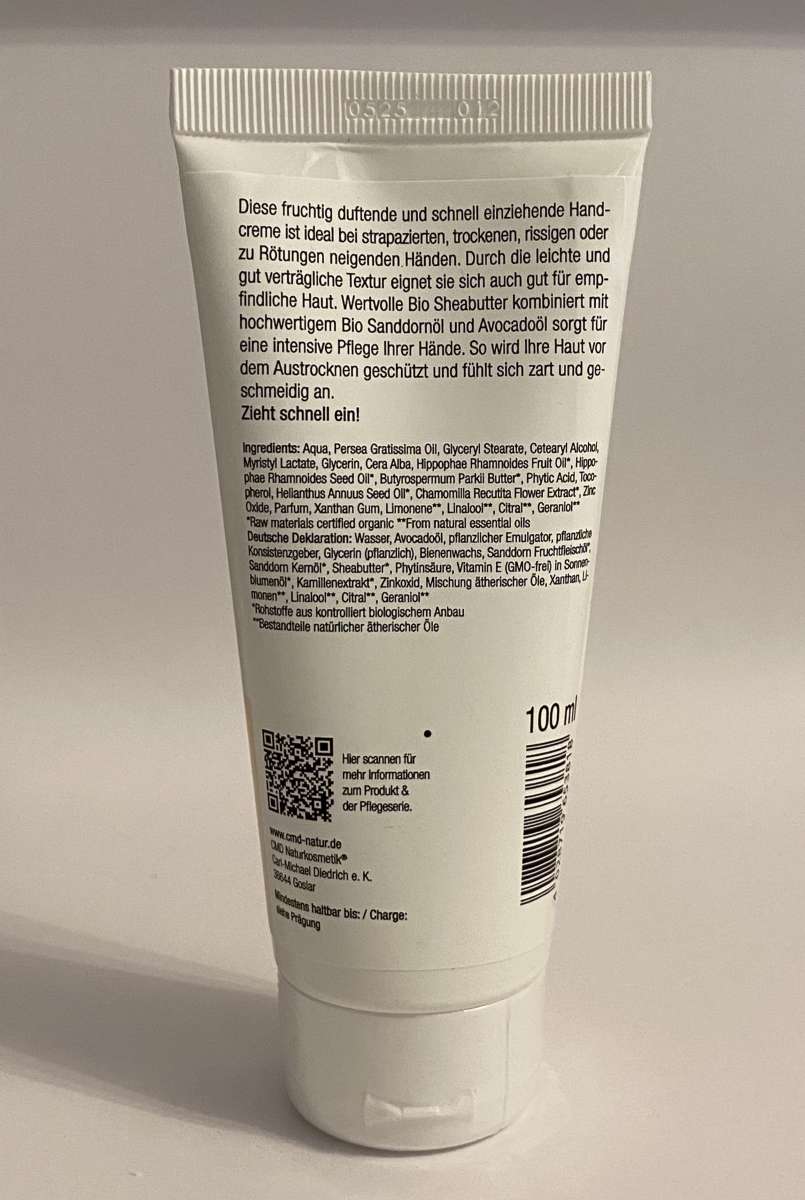 0525 012
Diese fruchtig duftende und schnell einziehende Hand-
creme ist ideal bei strapazierten, trockenen, rissigen oder
zu Rötungen neigenden Händen. Durch die leichte und
gut verträgliche Textur eignet sie sich auch gut für emp-
findliche Haut. Wertvolle Bio Sheabutter kombiniert mit
hochwertigem Bio Sanddornöl und Avocadoöl sorgt für
eine intensive Pflege Ihrer Hände. So wird Ihre Haut vor
dem Austrocknen geschützt und fühlt sich zart und ge-
schmeidig an.
Zieht schnell ein!
Ingredients: Aqua, Persea Gratissima Oil, Glyceryl Stearate, Cetearyl Alcohol,
Myristyl Lactate, Glycerin, Cera Alba, Hippophae Rhamnoides Fruit Oil*, Hippo-
phae Rhamnoides Seed Oil*, Butyrospermum Parkii Butter*, Phytic Acid, Toco-
pherol, Helianthus Annuus Seed Oil*, Chamomilla Recutita Flower Extract*, Zinc
Oxide, Parfum, Xanthan Gum, Limonene**, Linalool**, Citral**, Geraniol**
*Raw materials certified organic **From natural essential oils
Deutsche Deklaration: Wasser, Avocadoöl, pflanzlicher Emulgator, pflanzliche
Konsistenzgeber, Glycerin (pflanzlich), Bienenwachs, Sanddorn Fruchtfleischöl*,
Sanddorn Kernöl*, Sheabutter*, Phytinsäure, Vitamin E (GMO-frei) in Sonnen-
blumenöl*, Kamillenextrakt*, Zinkoxid, Mischung ätherischer Öle, Xanthan, Li-
monen**, Linalool**, Citral**, Geraniol**
*Rohstoffe aus kontrolliert biologischem Anbau
**Bestandteile natürlicher ätherischer Öle
100 ml
Hier scannen für
mehr Informationen
zum Produkt &
der Pflegeserie.
www.cmd-natur.de
CMD Naturkosmetik®
Carl-Michael Diedrich e. K.
38644 Goslar
Mindestens haltbar bis: / Charge:
siehe Prägung